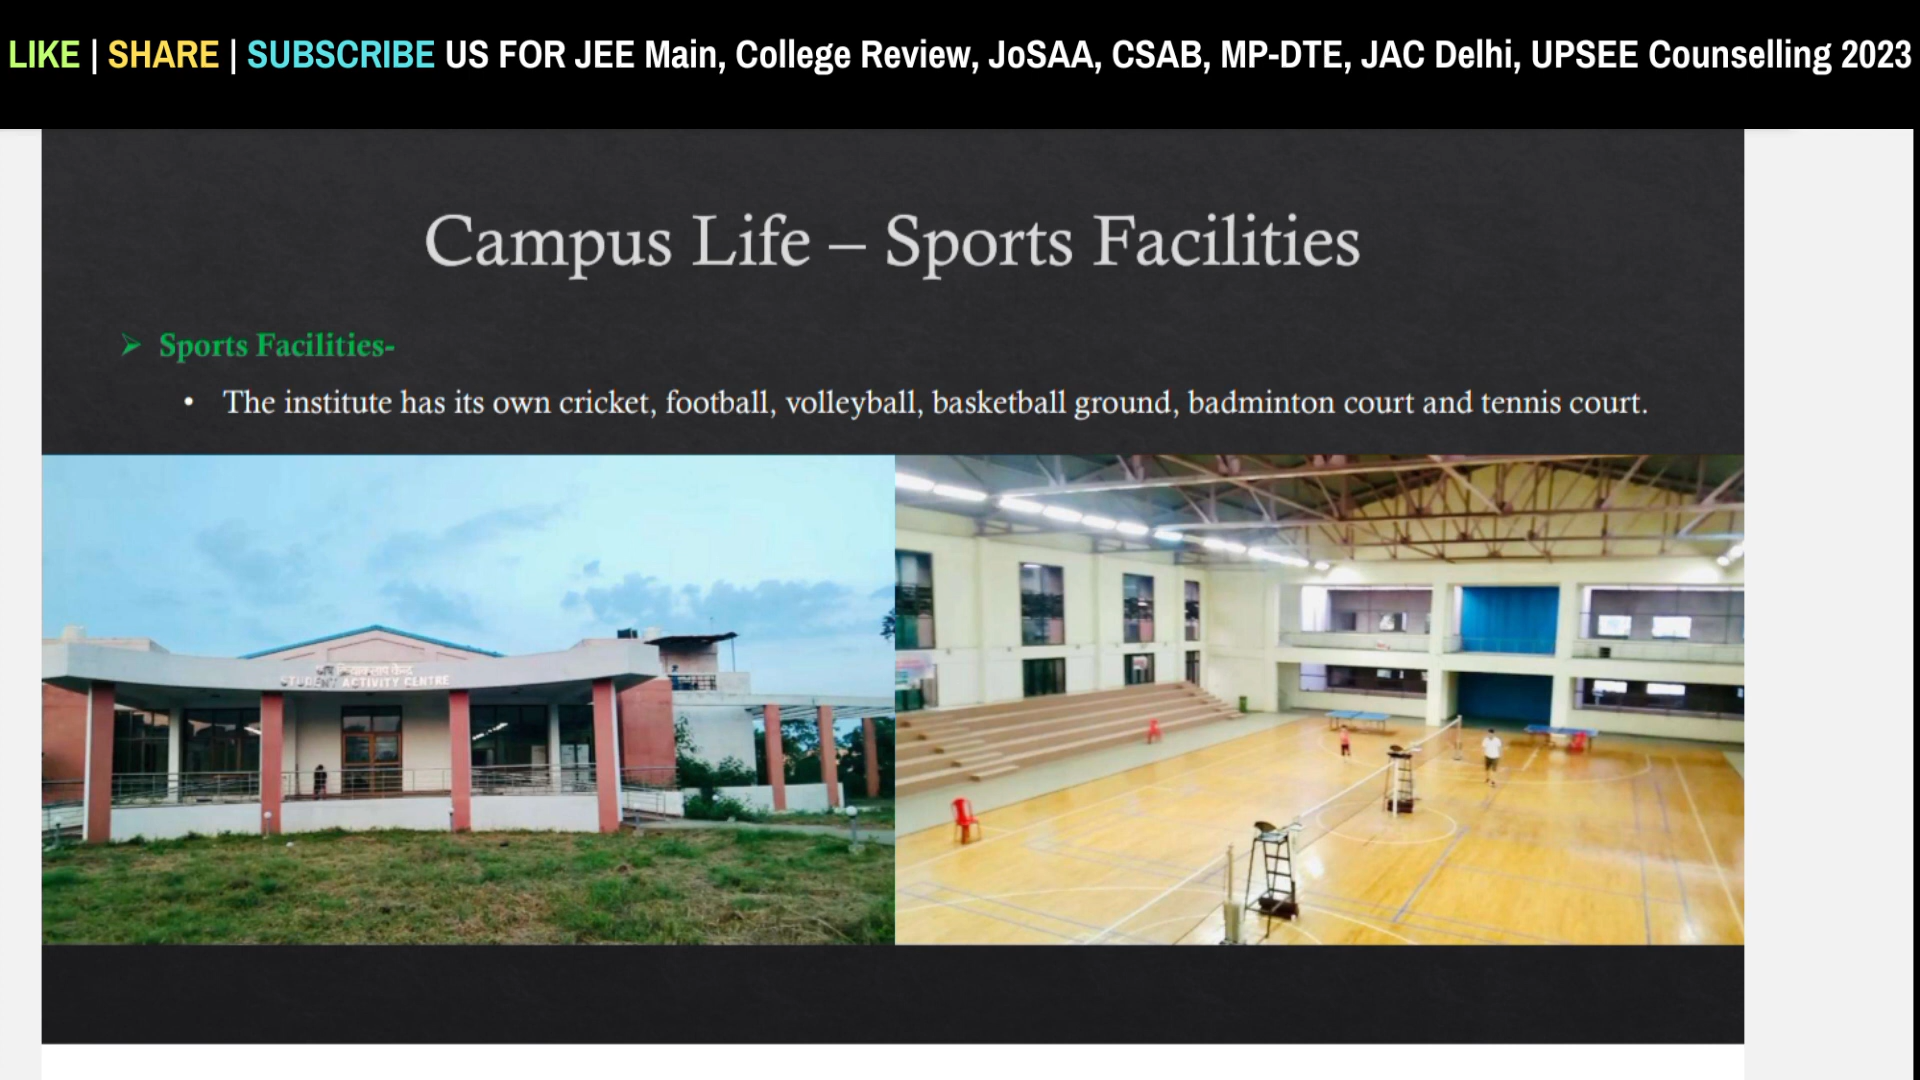 LIKE | SHARE | SUBSCRIBE US FOR JEE Main, College Review, JoSAA, CSAB, MP-DTE, JAC Delhi, UPSEE Counselling 2023
Campus Life – Sports Facilities
➢ Sports Facilities-
• The institute has its own cricket, football, volleyball, basketball ground, badminton court and tennis court.
केन्द्र
STUDENT ACTIVITY CENTRE